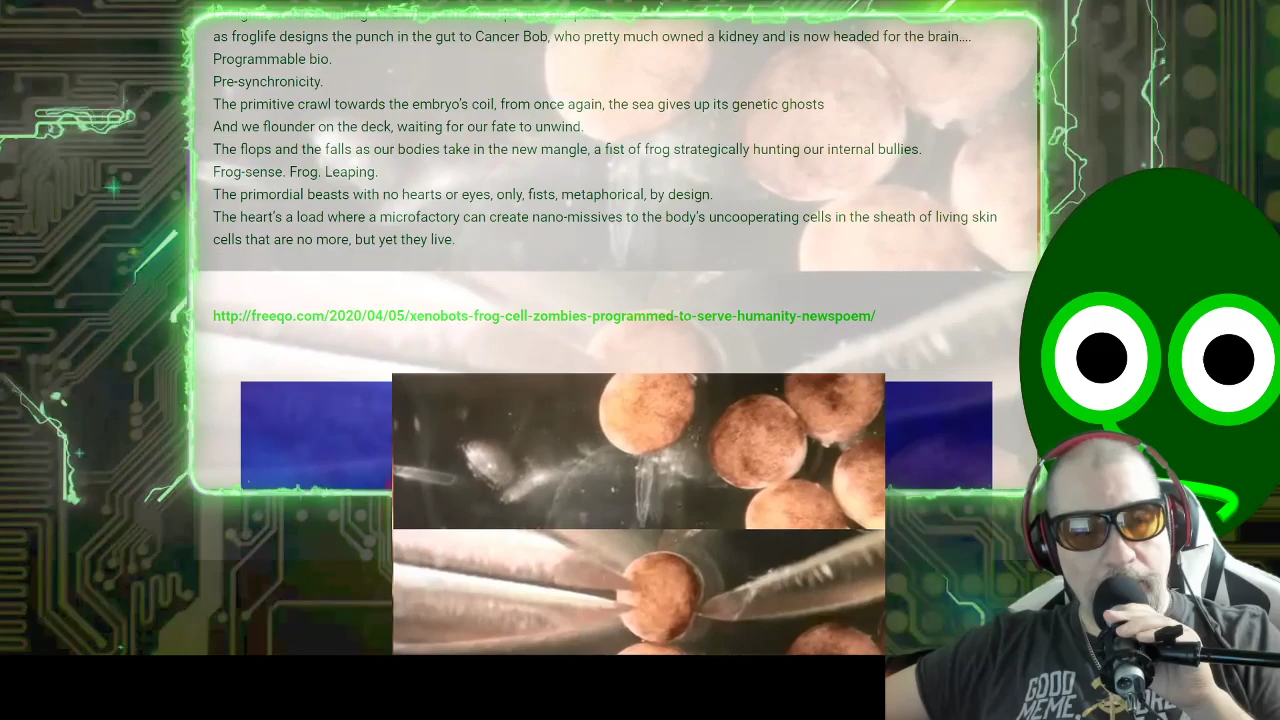 as froglife designs the punch in the gut to Cancer Bob, who pretty much owned a kidney and is now headed for the brain....
Programmable bio.
Pre-synchronicity.
The primitive crawl towards the embryo's call, from once again, the sea gives up its genetic ghosts
And we flounder on the deck, waiting for our fate to unwind.
The flops and the falls as our bodies take in the new mangle, a fist of frog strategically hunting our internal bullies.
Frog-sense. Frog. Leaping.
The primordial beasts with no hearts or eyes, only, fists, metaphorical, by design.
The heart's a load where a microfactory can create nano-missives to the body's uncooperating cells in the sheath of living skin
cells that are no more, but yet they live.
http://freeqo.com/2020/04/05/xenobots-frog-cell-zombies-programmed-to-serve-humanity-newspoem/
GOOD
MEME,